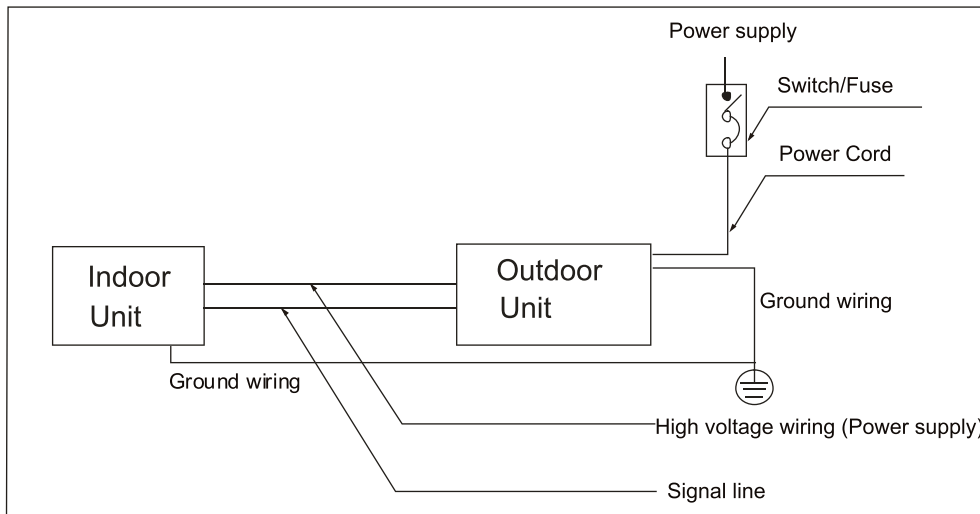 Power supply
Switch/Fuse
Power Cord
Indoor
Unit
Outdoor
Unit
Ground wiring
Ground wiring
High voltage wiring (Power supply)
Signal line